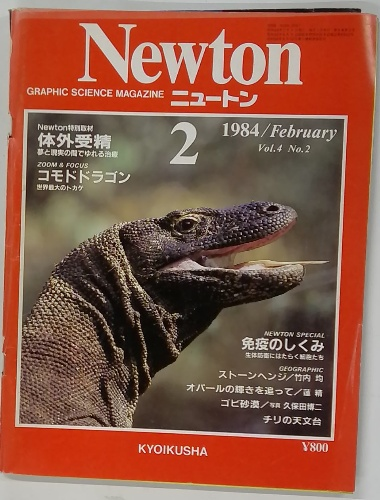 Newton
GRAPHIC SCIENCE MAGAZINE ニュートン
Newton特別取材
体外受精
夢と現実の間でゆれる治療
ZOOM & FOCUS
コモドドラゴン
世界最大のトカゲ
2
1984/February
Vol.4 No.2
NEWTON SPECIAL
免疫のしくみ
生体防衛にはたらく細胞たち
GEOGRAPHIC
ストーンヘンジ/竹内 均
オパールの輝きを追って/蓮 精
ゴビ砂漠/写真 久保田博二
チリの天文台
KYOIKUSHA
¥800